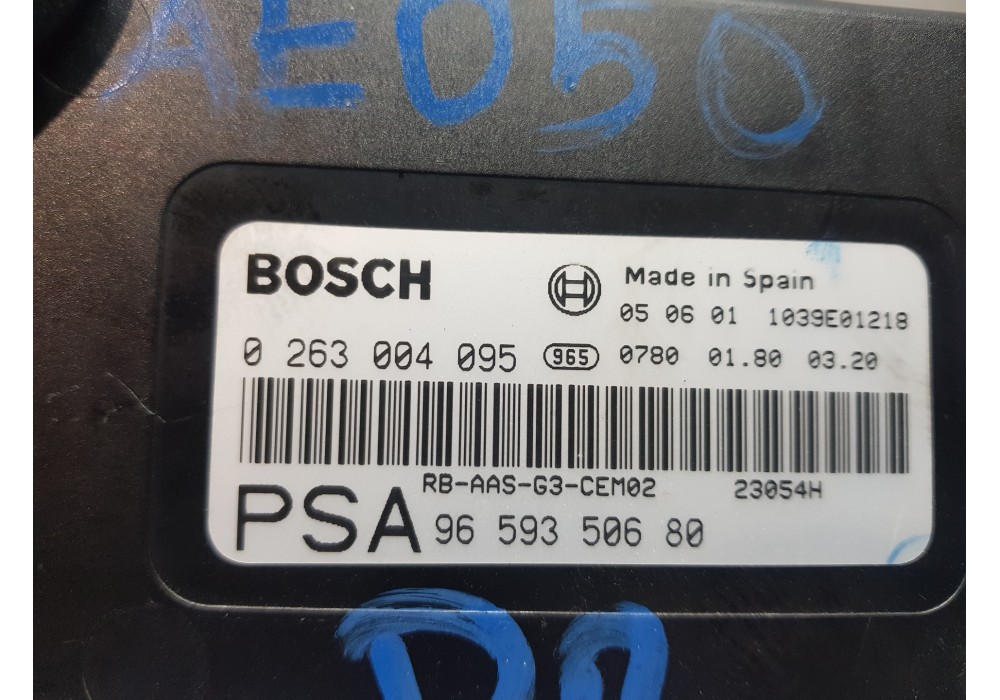 AE050
BOSCH Made in Spain
05 06 01 1039E01218
0 263 004 095 965 0780 01.80 03.20
RB-AAS-G3-CEM02 23054H
PSA 96 593 506 80